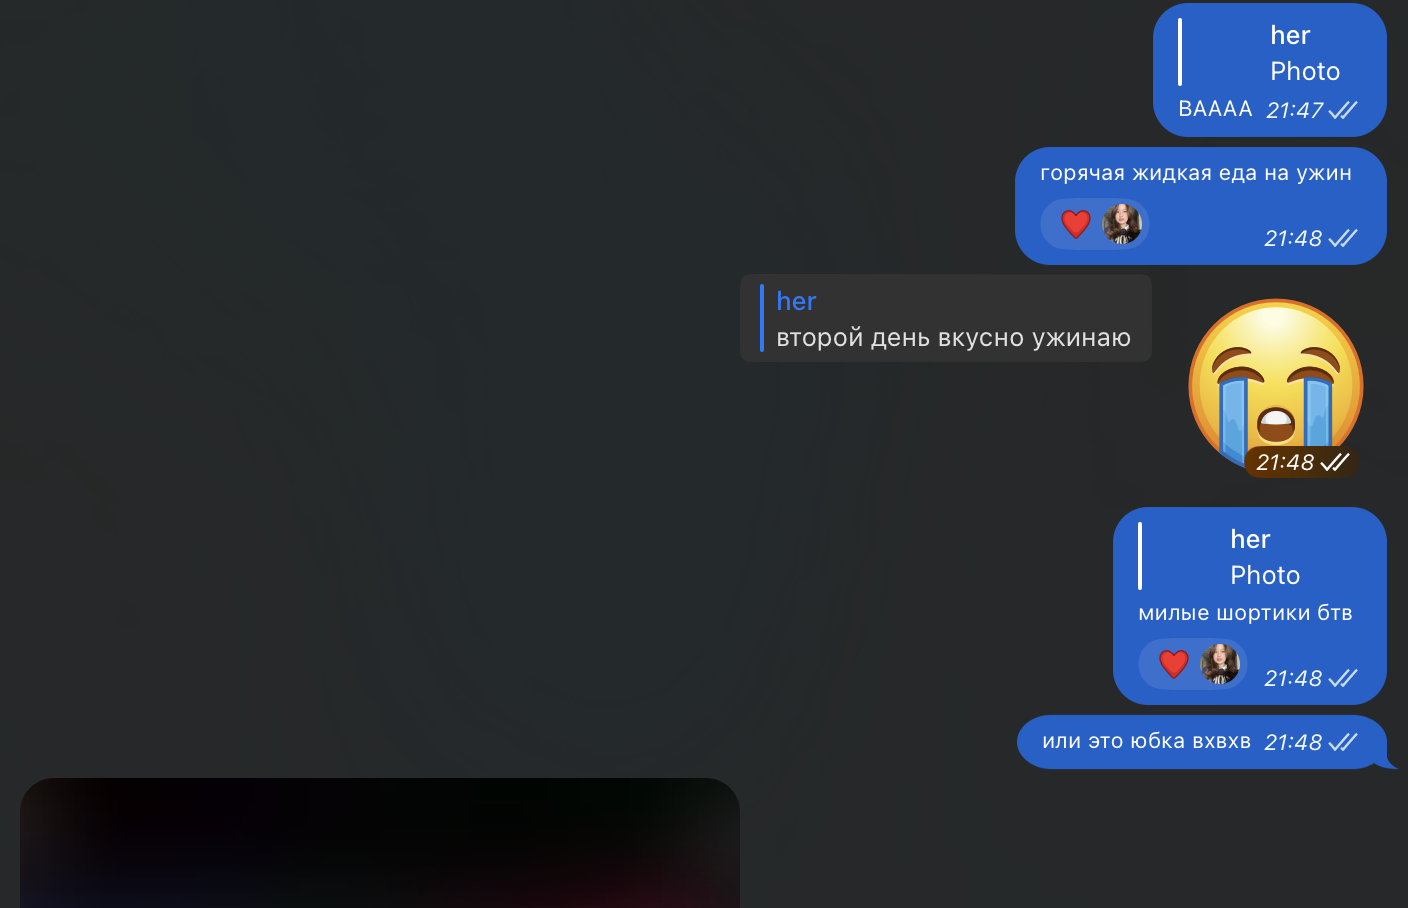 her
Photo
ВАААА 21:47
горячая жидкая еда на ужин
21:48
her
второй день вкусно ужинаю
21:48
her
Photo
милые шортики бтв
21:48
или это юбка вхвхв 21:48